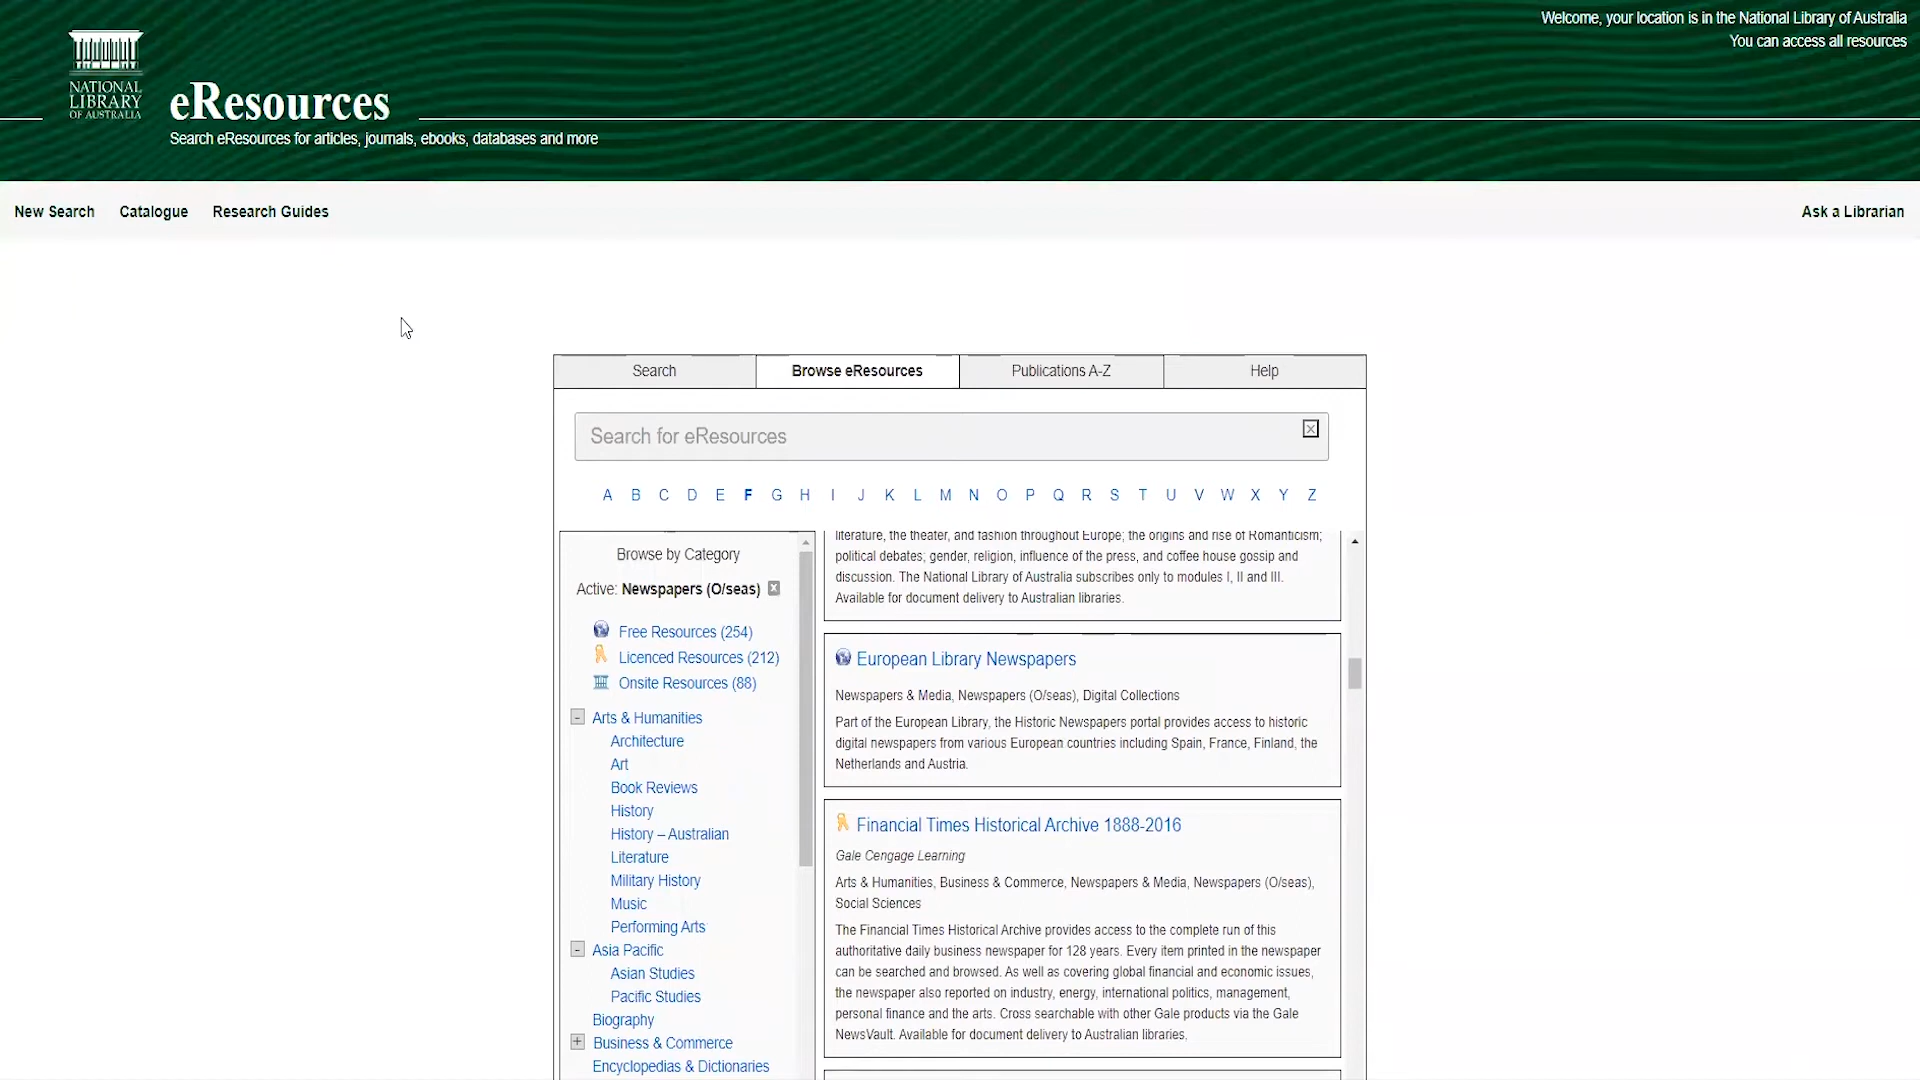 Welcome, your location is in the National Library of Australia
You can access all resources
NATIONAL
LIBRARY
OF AUSTRALIA
eResources
Search eResources for articles, journals, ebooks, databases and more
New Search Catalogue Research Guides Ask a Librarian
Search Browse eResources Publications A-Z Help
Search for eResources
A B C D E F G H I J K L M N O P Q R S T U V W X Y Z
Browse by Category
Active: Newspapers (O/seas)
Free Resources (254)
Licenced Resources (212)
Onsite Resources (88)
Arts & Humanities
Architecture
Art
Book Reviews
History
History – Australian
Literature
Military History
Music
Performing Arts
Asia Pacific
Asian Studies
Pacific Studies
Biography
Business & Commerce
Encyclopedias & Dictionaries
literature, the theater, and fashion throughout Europe; the origins and rise of Romanticism;
political debates; gender, religion, influence of the press, and coffee house gossip and
discussion. The National Library of Australia subscribes only to modules I, II and III.
Available for document delivery to Australian libraries.
European Library Newspapers
Newspapers & Media, Newspapers (O/seas), Digital Collections
Part of the European Library, the Historic Newspapers portal provides access to historic
digital newspapers from various European countries including Spain, France, Finland, the
Netherlands and Austria.
Financial Times Historical Archive 1888-2016
Gale Cengage Learning
Arts & Humanities, Business & Commerce, Newspapers & Media, Newspapers (O/seas),
Social Sciences
The Financial Times Historical Archive provides access to the complete run of this
authoritative daily business newspaper for 128 years. Every item printed in the newspaper
can be searched and browsed. As well as covering global financial and economic issues,
the newspaper also reported on industry, energy, international politics, management,
personal finance and the arts. Cross searchable with other Gale products via the Gale
NewsVault. Available for document delivery to Australian libraries.